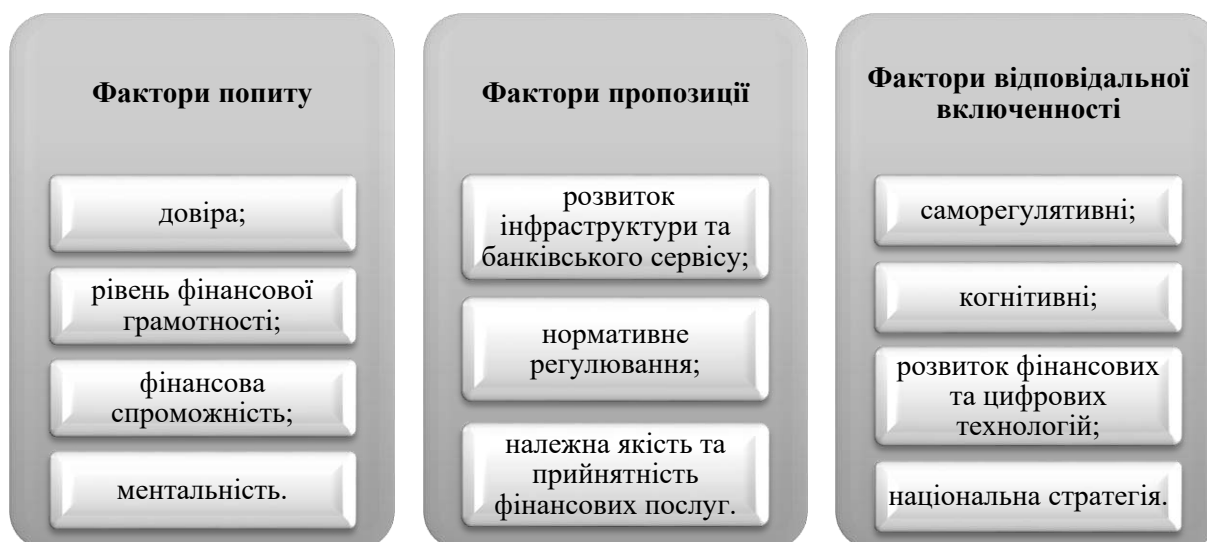 Фактори попиту
довіра;
рівень фінансової
грамотності;
фінансова
спроможність;
ментальність.
Фактори пропозиції
розвиток
інфраструктури та
банківського сервісу;
нормативне
регулювання;
належна якість та
прийнятність
фінансових послуг.
Фактори відповідальної
включенності
саморегулятивні;
когнітивні;
розвиток фінансових
та цифрових
технологій;
національна стратегія.